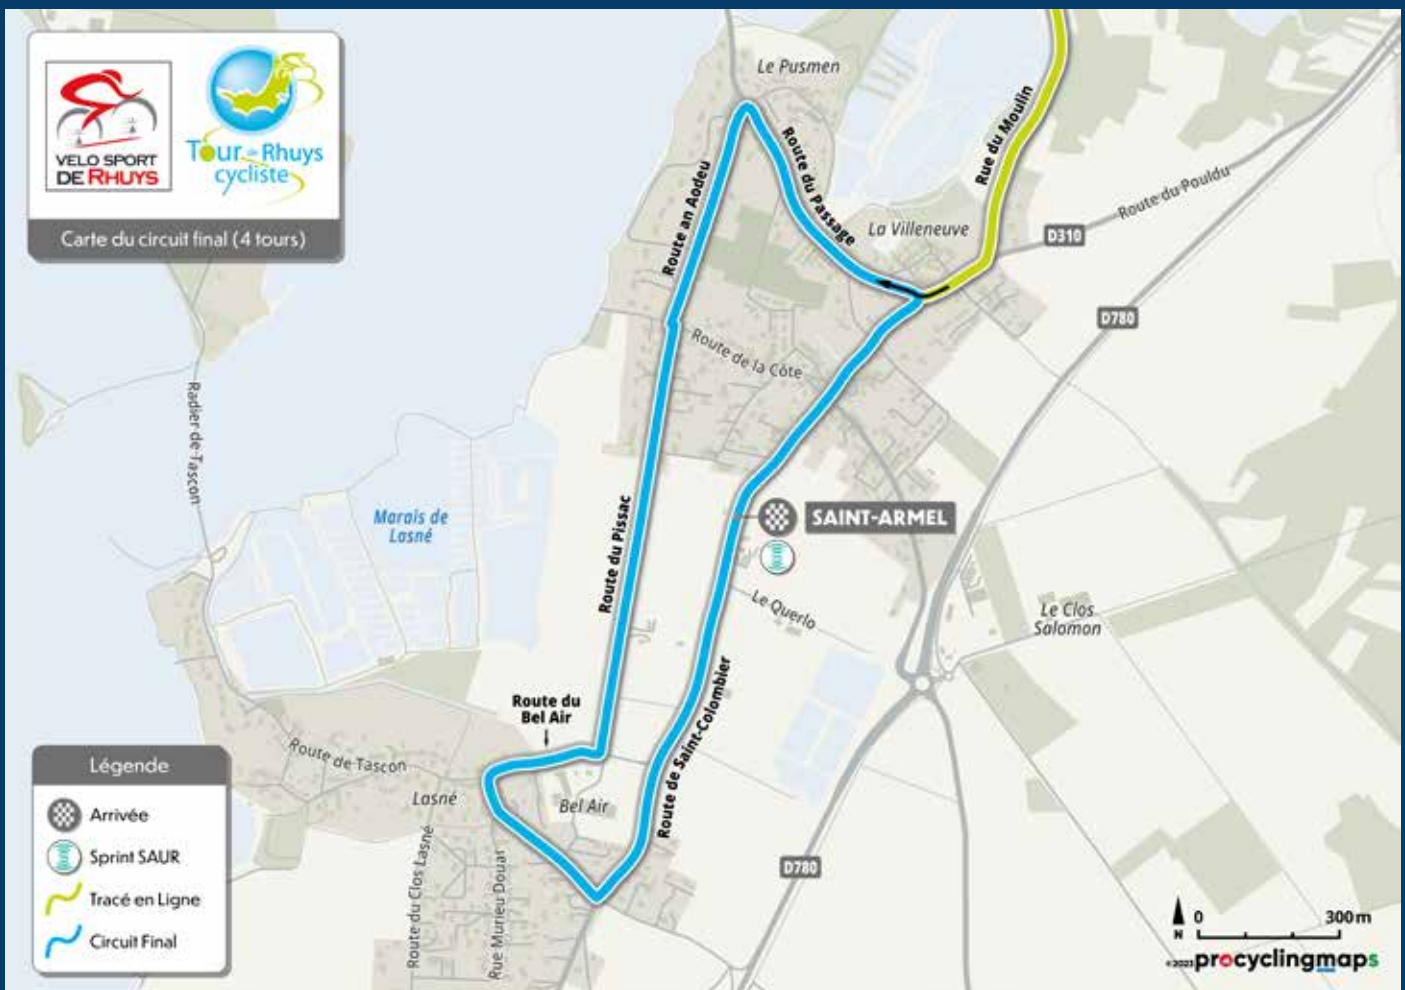 VELO SPORT
DE RHUYS
Tour de Rhuys
cycliste
Carte du circuit final (4 tours)
Le Pusmen
Route du Passage
Rue du Moulin
Route du Pouldu
La Villeneuve
D310
Route an Aodeu
D780
Route de la Côte
Radier de Tascon
Marais de
Lasné
Route du Pissac
SAINT-ARMEL
Le Querlo
Le Clos
Salomon
Route du
Bel Air
Route de Saint-Colombier
Route de Tascon
Lasné
Bel Air
Route du Clos Lasné
Rue Murieu Douar
D780
Légende
Arrivée
Sprint SAUR
Tracé en Ligne
Circuit Final
N
0 300 m
©2023 procyclingmaps